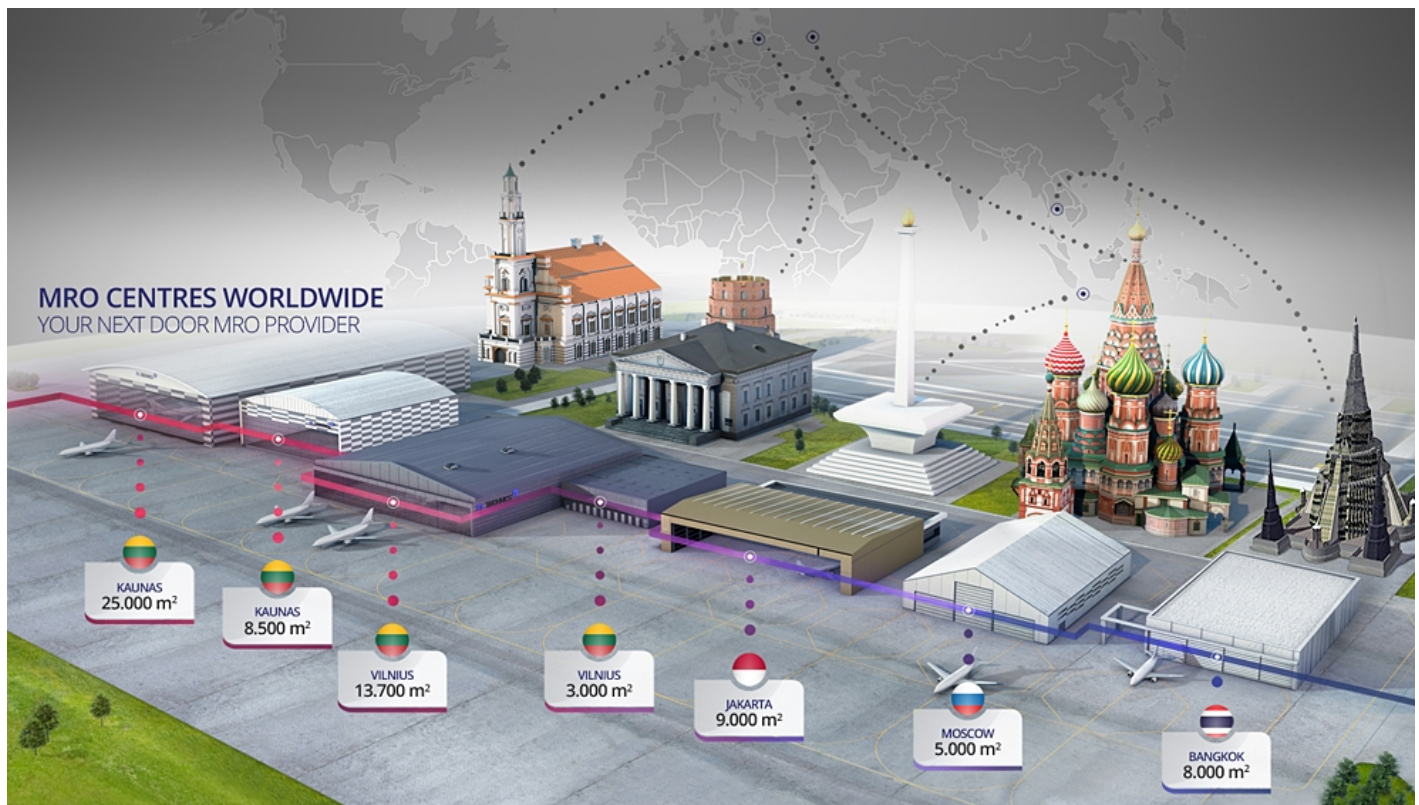 MRO CENTRES WORLDWIDE
YOUR NEXT DOOR MRO PROVIDER
KAUNAS
25.000 m²
KAUNAS
8.500 m²
VILNIUS
13.700 m²
VILNIUS
3.000 m²
JAKARTA
9.000 m²
MOSCOW
5.000 m²
BANGKOK
8.000 m²